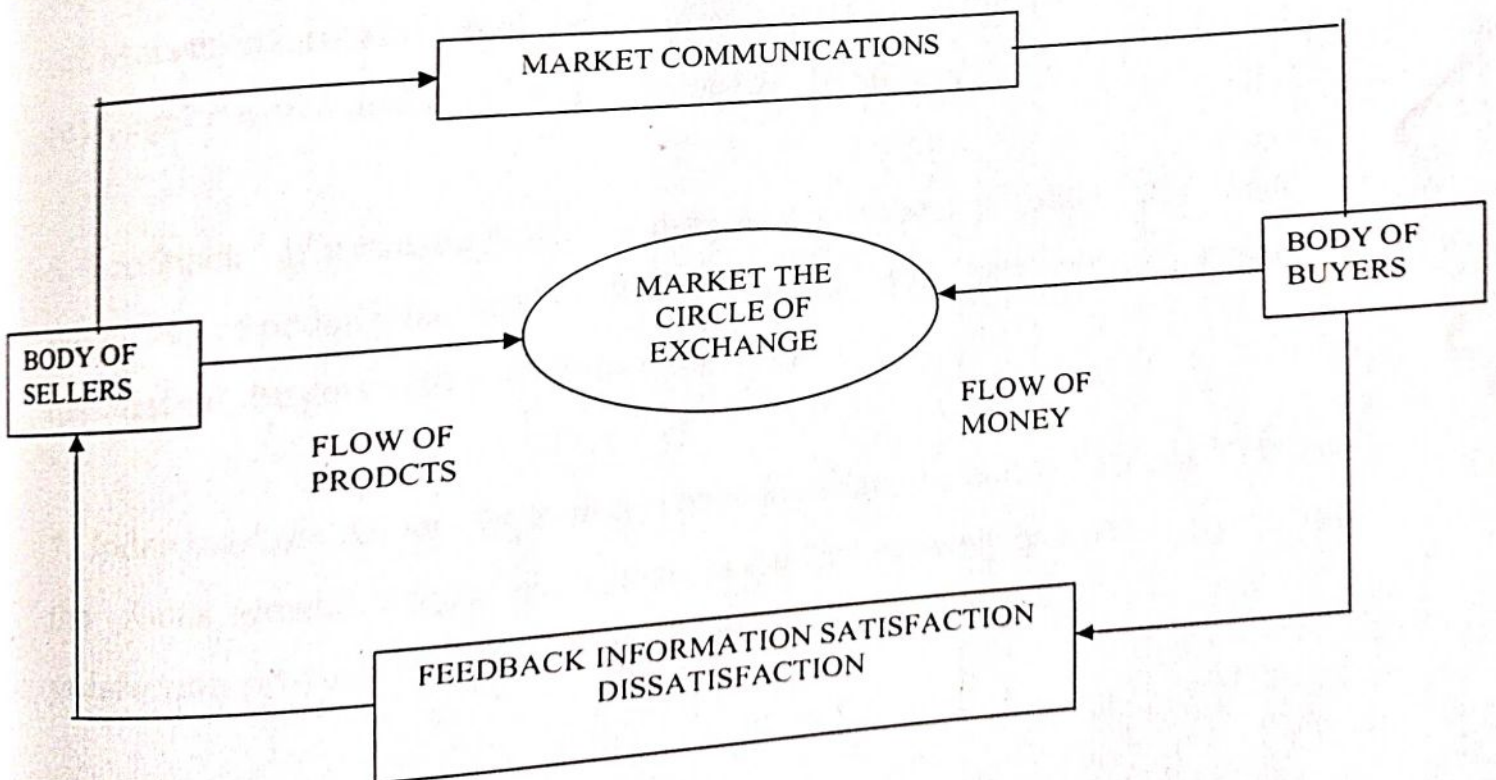 MARKET COMMUNICATIONS
BODY OF
BUYERS
MARKET THE
CIRCLE OF
EXCHANGE
BODY OF
SELLERS
FLOW OF
PRODCTS
FLOW OF
MONEY
FEEDBACK INFORMATION SATISFACTION
DISSATISFACTION